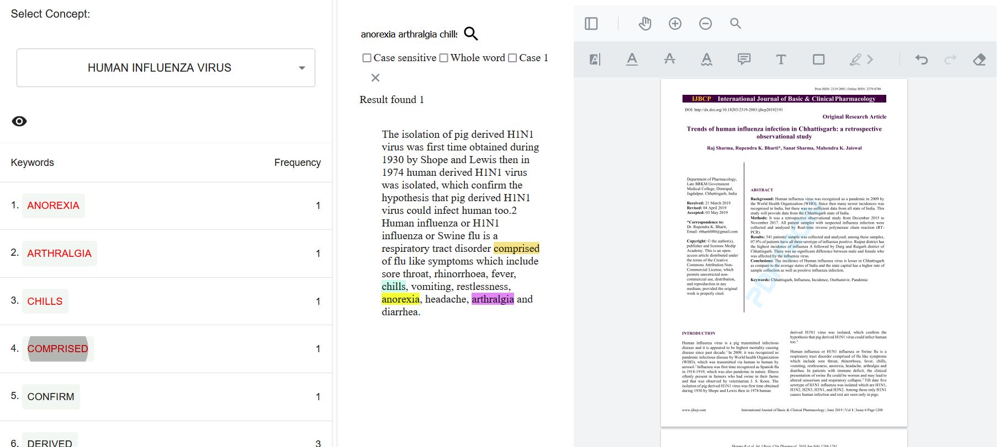 Select Concept:
HUMAN INFLUENZA VIRUS
Keywords Frequency
1. ANOREXIA 1
2. ARTHRALGIA 1
3. CHILLS 1
4. COMPRISED 1
5. CONFIRM 1
6. DERIVED 3
anorexia arthralgia chills
Case sensitive Whole word Case 1
Result found 1
The isolation of pig derived H1N1
virus was first time obtained during
1930 by Shope and Lewis then in
1974 human derived H1N1 virus
was isolated, which confirm the
hypothesis that pig derived H1N1
virus could infect human too.2
Human influenza or H1N1
influenza or Swine flu is a
respiratory tract disorder comprised
of flu like symptoms which include
sore throat, rhinorrhoea, fever,
chills, vomiting, restlessness,
anorexia, headache, arthralgia and
diarrhea.
Print ISSN: 2319-2003 | Online ISSN: 2279-0780
IJBCP International Journal of Basic & Clinical Pharmacology
DOI: http://dx.doi.org/10.18203/2319-2003.ijbcp20192191
Original Research Article
Trends of human influenza infection in Chhattisgarh: a retrospective
observational study
Raj Sharma, Rupendra K. Bharti*, Sanat Sharma, Mahendra K. Jaiswal
Department of Pharmacology,
Late BRKM Government
Medical College, Dimrapal,
Jagdalpur, Chhattisgarh, India
Received: 21 March 2019
Revised: 04 April 2019
Accepted: 03 May 2019
*Correspondence to:
Dr. Rupendra K. Bharti,
Email: rbharti000@gmail.com
Copyright: © the author(s),
publisher and licensee Medip
Academy. This is an open-
access article distributed under
the terms of the Creative
Commons Attribution Non-
Commercial License, which
permits unrestricted non-
commercial use, distribution,
and reproduction in any
medium, provided the original
work is properly cited.
ABSTRACT
Background: Human influenza virus was recognized as a pandemic in 2009 by
the World Health Organization (WHO). Since then many newer incidences was
recognized in India, but there was no sufficient data from all state of India. This
study will provide data from the Chhattisgarh state of India.
Methods: It was a retrospective observational study from December 2015 to
November 2017. All patient samples with suspected influenza infection were
collected and analysed by Real-time reverse polymerase chain reaction (RT-
PCR).
Results: 341 patients' sample was collected and analysed; among these samples,
07.9% of patients have all three serotype of influenza positive. Raipur district has
the highest incidence of influenza A followed by Durg and Raigarh district of
Chhattisgarh. There was no significant difference between male and female who
was affected by the influenza virus.
Conclusions: The incidence of Human influenza virus is lesser in Chhattisgarh
as compare to the average states of India and the state capital has a higher rate of
sample collection as well as positive influenza infection.
Keywords: Chhattisgarh, Influenza, Incidence, Oseltamivir, Pandemic
INTRODUCTION
Human influenza virus is a pig transmitted infectious
disease and it is appeared to be highest mortality causing
disease since past decade.1 In 2009, it was recognized as
pandemic infectious disease by World health Organization
(WHO), which was transmitted via human to human by
aerosol.1 Influenza was first time recognized as Spanish flu
in 1918-1919, which was also pandemic in nature. Illness
oftenly present in farmers who had swine in their farms
and that was observed by veterinarian J. S. Koen. The
isolation of pig derived H1N1 virus was first time obtained
during 1930 by Shope and Lewis then in 1974 human
derived H1N1 virus was isolated, which confirm the
hypothesis that pig derived H1N1 virus could infect human
too.2
Human influenza or H1N1 influenza or Swine flu is a
respiratory tract disorder comprised of flu like symptoms
which include sore throat, rhinorrhoea, fever, chills,
vomiting, restlessness, anorexia, headache, arthralgia and
diarrhea. In patients with immune deficit, the clinical
presentation of swine flu could be worsen and may lead to
altered sensorium and respiratory collapse.3 Till date five
serotype of H1N1 influenza was isolated which are H1N1,
H1N2, H2N3, H3N1, and H3N2. Among these only H1N1
causes human infection and rest are seen only in pigs.
www.ijbcp.com International Journal of Basic & Clinical Pharmacology | June 2019 | Vol 8 | Issue 6 Page 1288
Sharma R et al. Int J Basic Clin Pharmacol. 2019 Jun;8(6):1288-1291